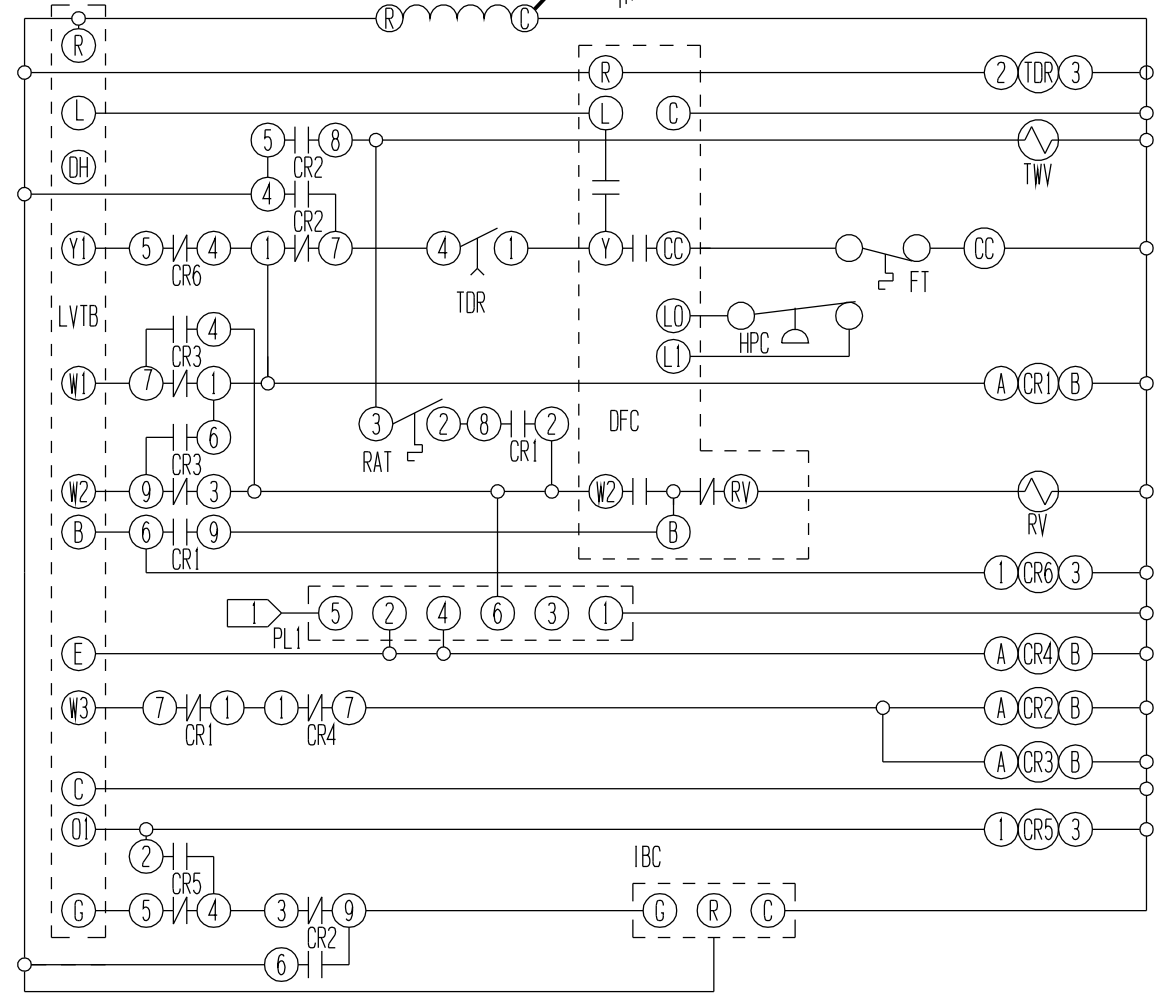 R C
R
R 2 TDR 3
L L C
5 8
CR2 TWV
DH
4
CR2
Y1 5 4 1 7 4 1 Y CC CC
CR6 TDR FT
LVTB
4 LO
CR3 HPC
L1
W1 7 1 A CR1 B
3 2 8 2 DFC
6 RAT CR1
CR3
W2 9 3 W2 RV
RV
B 6 9 B
CR1
1 CR6 3
1 5 2 4 6 3 1
PL1
E A CR4 B
W3 7 1 1 7 A CR2 B
CR1 CR4
A CR3 B
C
O1 1 CR5 3
2 IBC
CR5
G 5 4 3 9 G R C
CR2
6